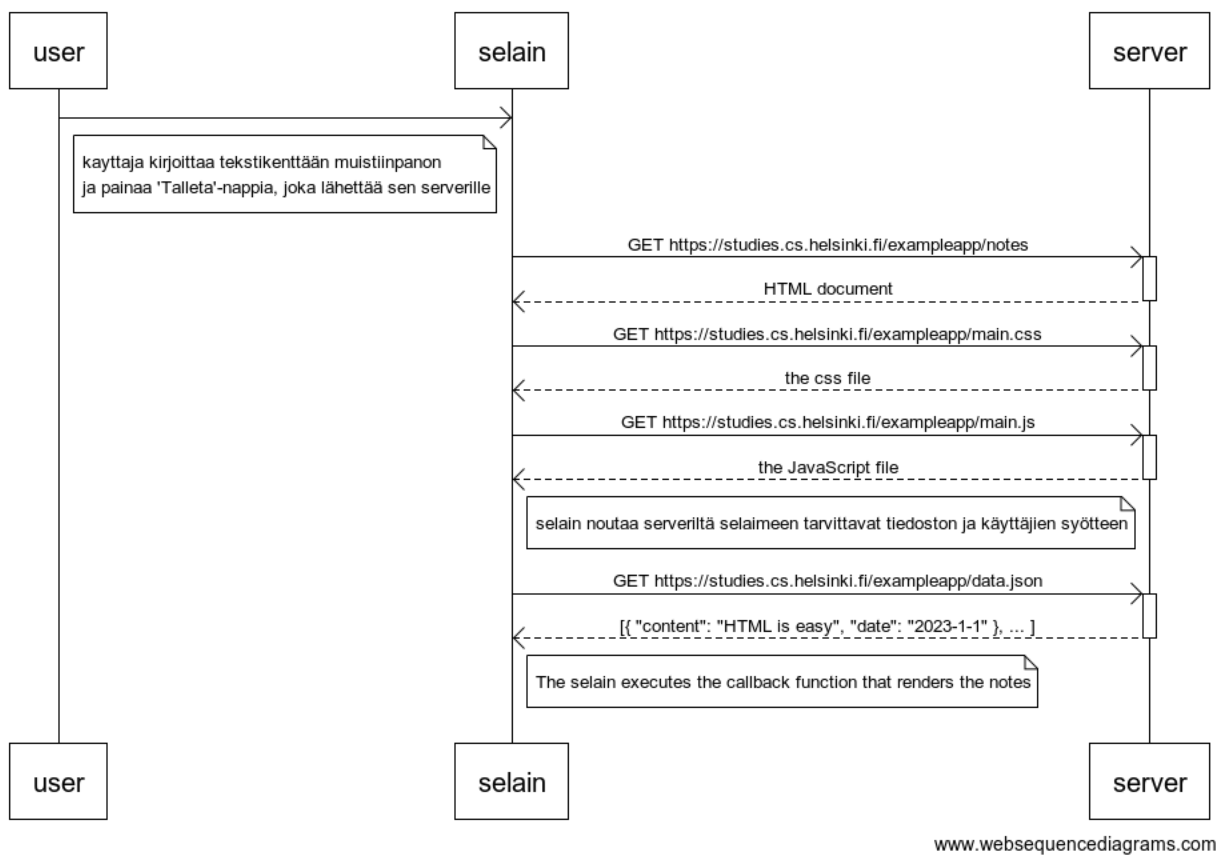 user
selain
server
kayttaja kirjoittaa tekstikenttään muistiinpanon
ja painaa 'Talleta'-nappia, joka lähettää sen serverille
GET https://studies.cs.helsinki.fi/exampleapp/notes
HTML document
GET https://studies.cs.helsinki.fi/exampleapp/main.css
the css file
GET https://studies.cs.helsinki.fi/exampleapp/main.js
the JavaScript file
selain noutaa serveriltä selaimeen tarvittavat tiedoston ja käyttäjien syötteen
GET https://studies.cs.helsinki.fi/exampleapp/data.json
[{ "content": "HTML is easy", "date": "2023-1-1" }, ... ]
The selain executes the callback function that renders the notes
user
selain
server
www.websequencediagrams.com